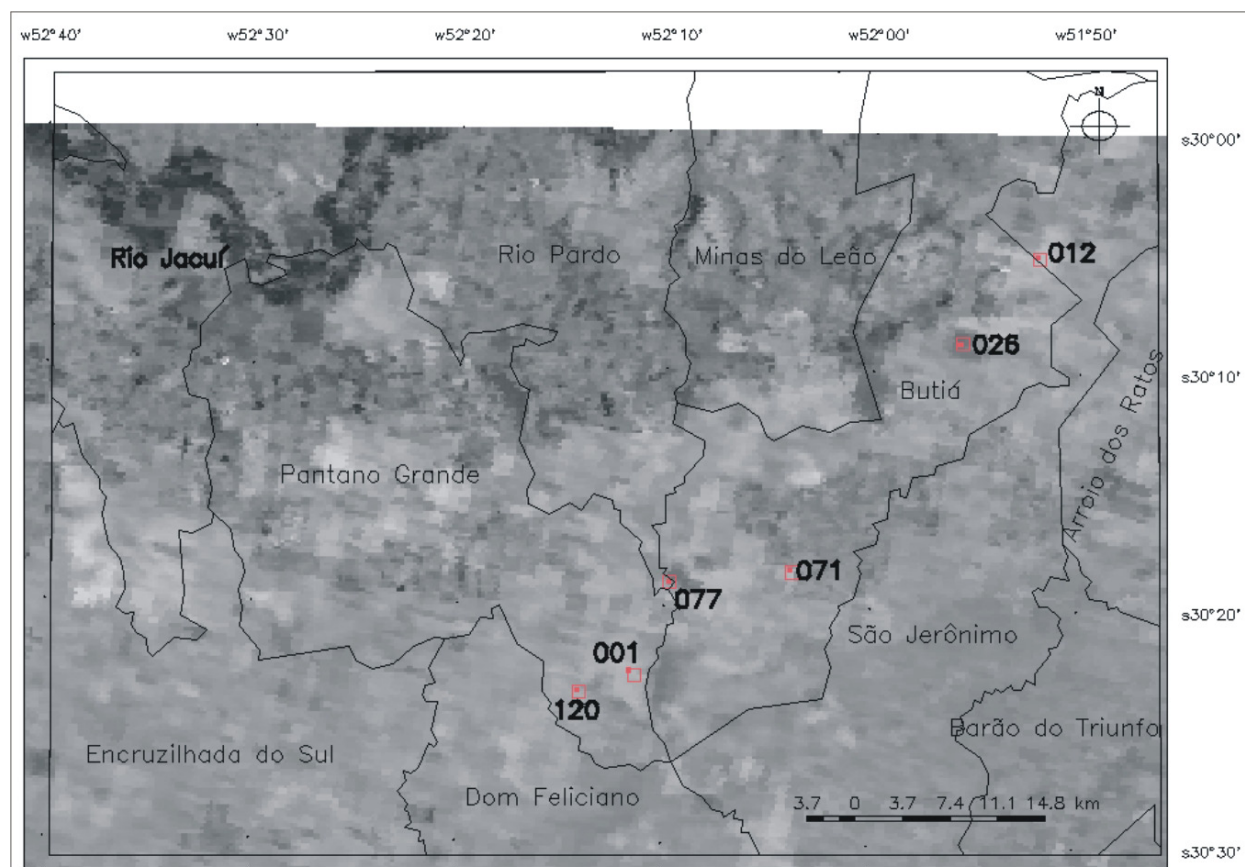 w52°40' w52°30' w52°20' w52°10' w52°00' w51°50'
N
s30°00'
Rio Jacuí
Rio Pardo
Minas do Leão
012
026
s30°10'
Butiá
Arroio dos Ratos
Pantano Grande
071
077
s30°20'
São Jerônimo
001
120
Barão do Triunfo
Encruzilhada do Sul
Dom Feliciano
3.7 0 3.7 7.4 11.1 14.8 km
s30°30'